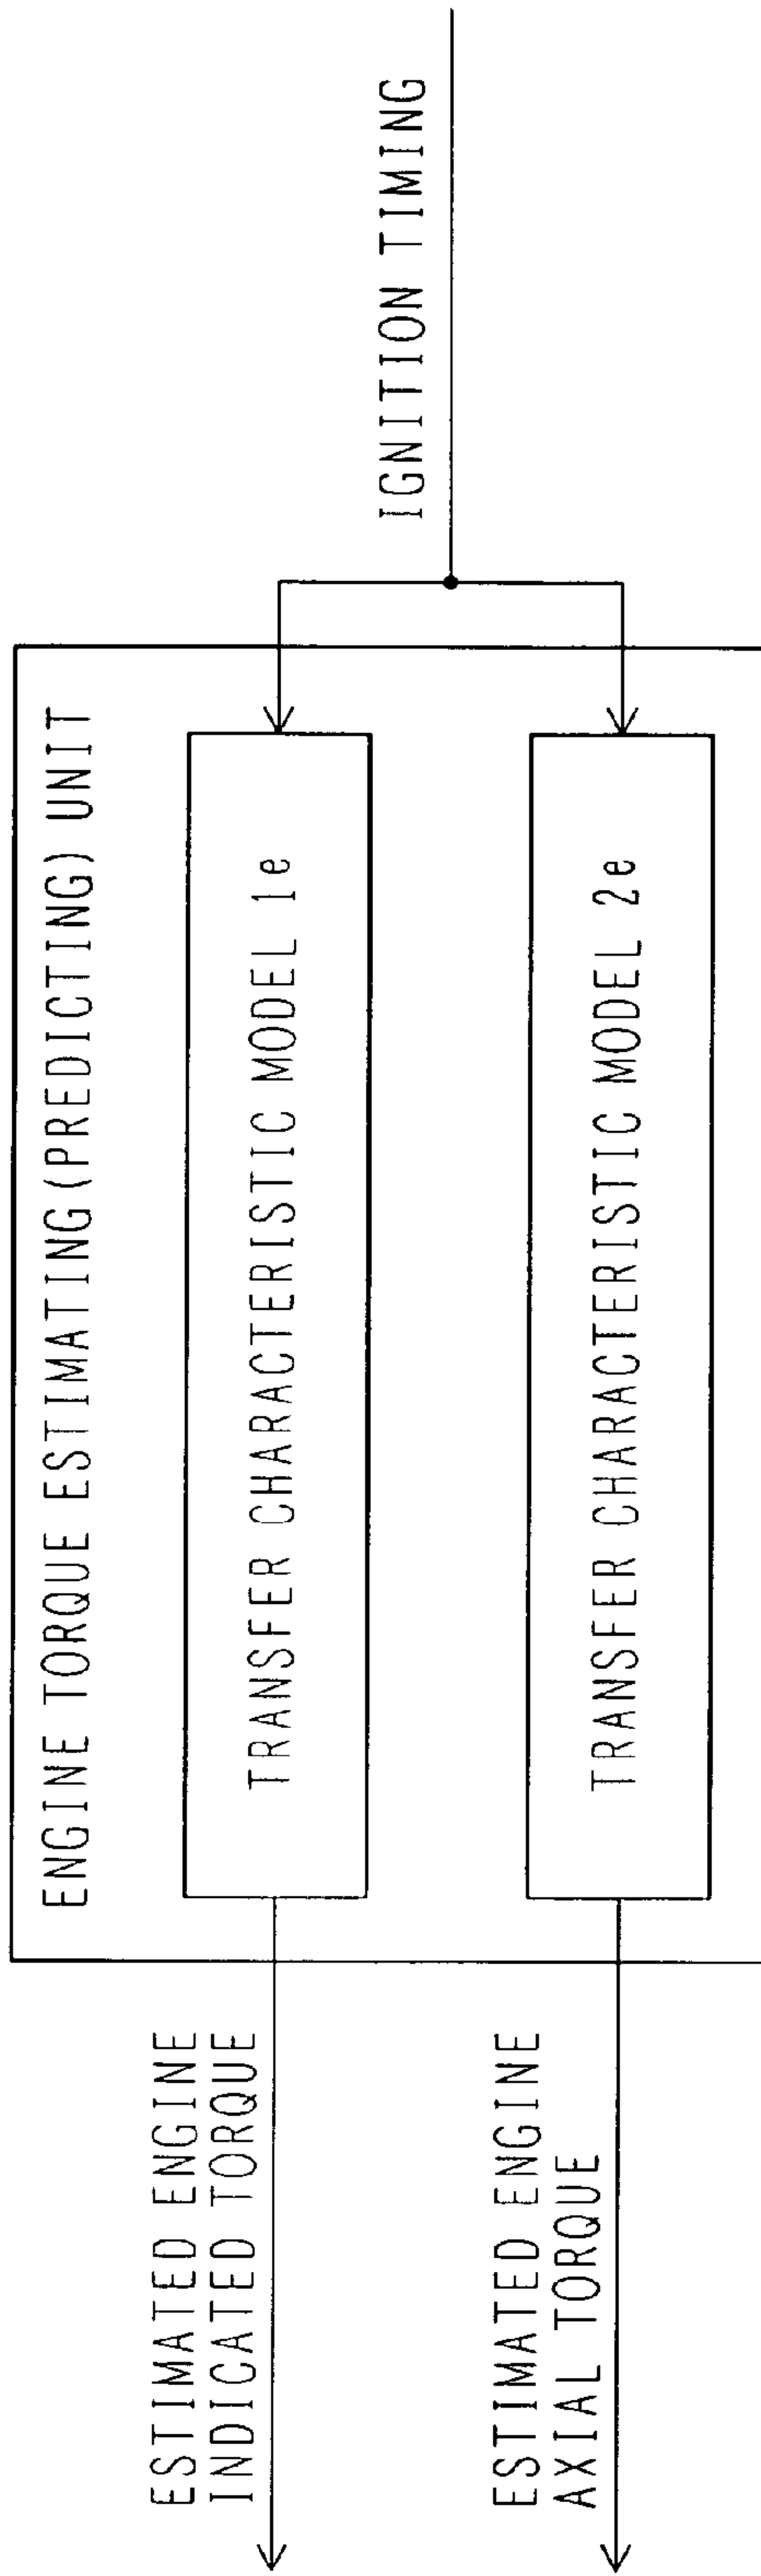 ENGINE TORQUE ESTIMATING(PREDICTING) UNIT
ESTIMATED ENGINE
INDICATED TORQUE
TRANSFER CHARACTERISTIC MODEL 1e
IGNITION TIMING
ESTIMATED ENGINE
AXIAL TORQUE
TRANSFER CHARACTERISTIC MODEL 2e